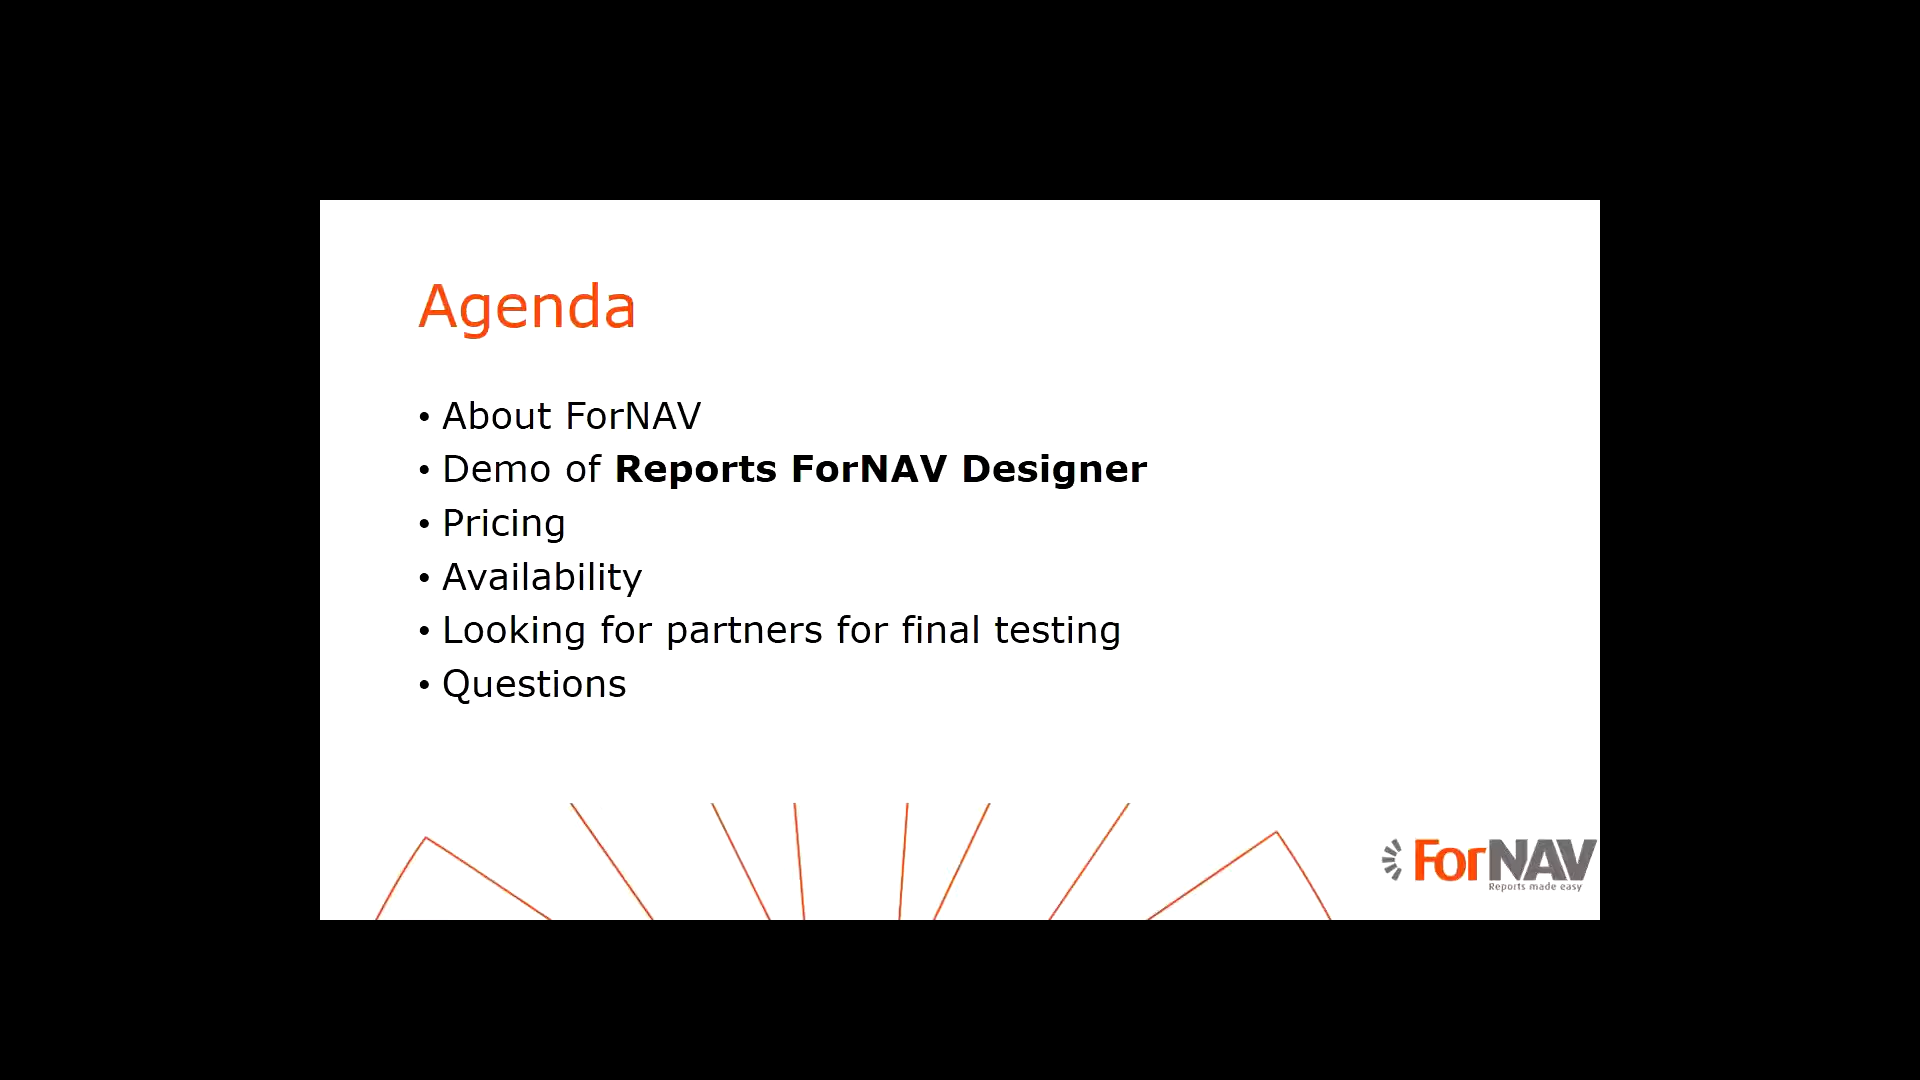 Agenda
• About ForNAV
• Demo of Reports ForNAV Designer
• Pricing
• Availability
• Looking for partners for final testing
• Questions
ForNAV
Reports made easy